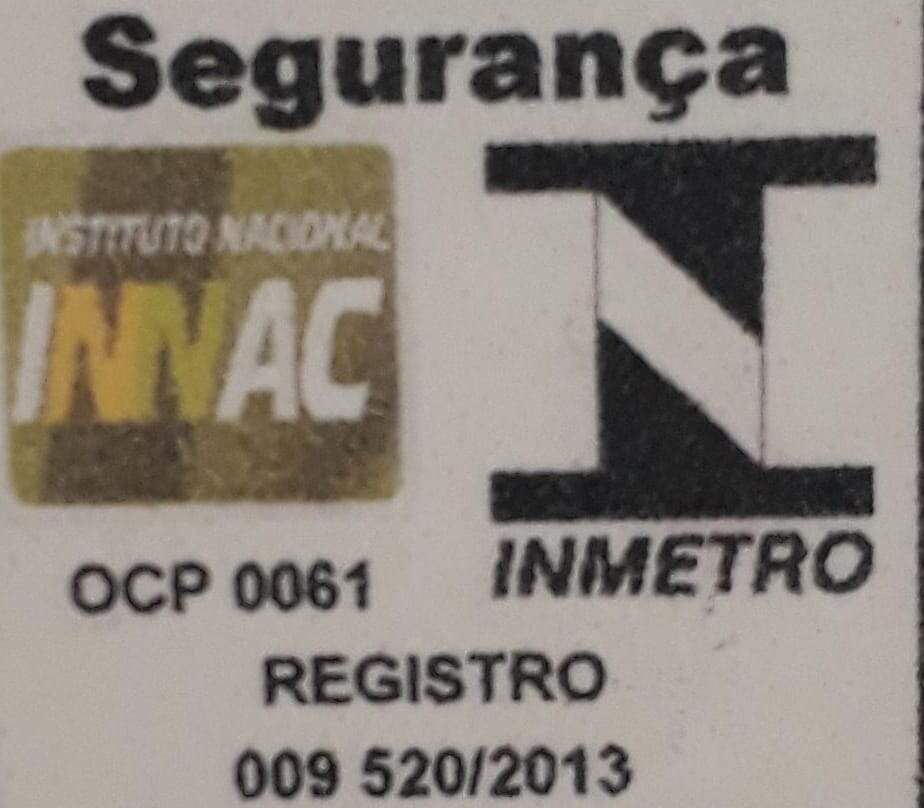 Segurança
INSTITUTO NACIONAL
INNAC
OCP 0061
INMETRO
REGISTRO
009 520/2013